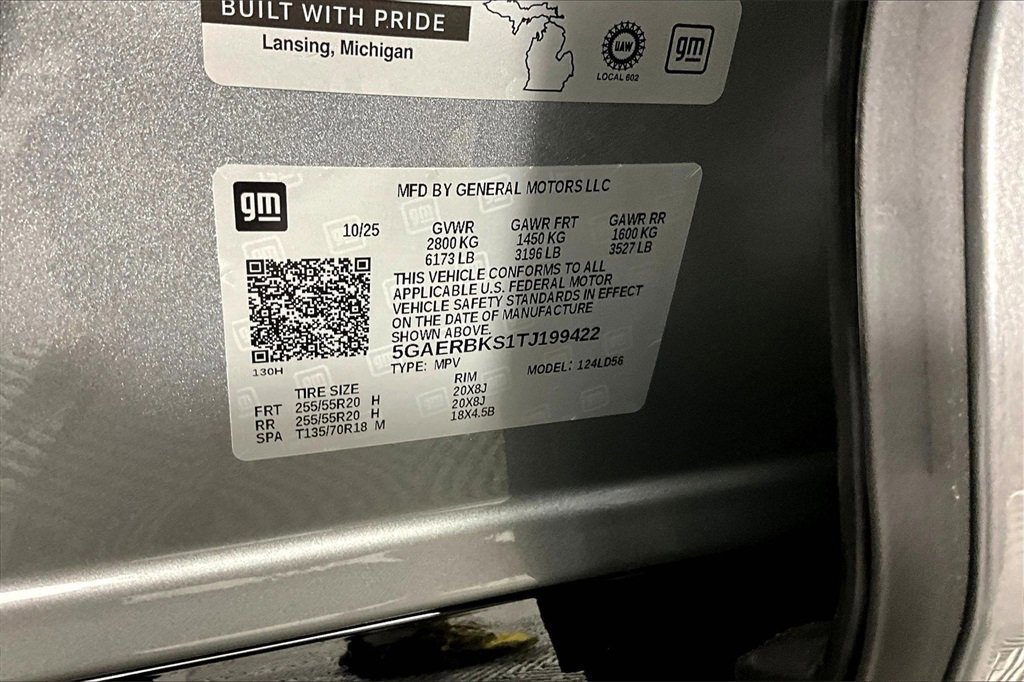 BUILT WITH PRIDE
Lansing, Michigan
UAW
LOCAL 602
gm
gm
MFD BY GENERAL MOTORS LLC
10/25 GVWR GAWR FRT GAWR RR
2800 KG 1450 KG 1600 KG
6173 LB 3196 LB 3527 LB
THIS VEHICLE CONFORMS TO ALL
APPLICABLE U.S. FEDERAL MOTOR
VEHICLE SAFETY STANDARDS IN EFFECT
ON THE DATE OF MANUFACTURE
SHOWN ABOVE.
5GAERBKS1TJ199422
TYPE: MPV MODEL: 124LD56
130H
TIRE SIZE RIM
FRT 255/55R20 H 20X8J
RR 255/55R20 H 20X8J
SPA T135/70R18 M 18X4.5B